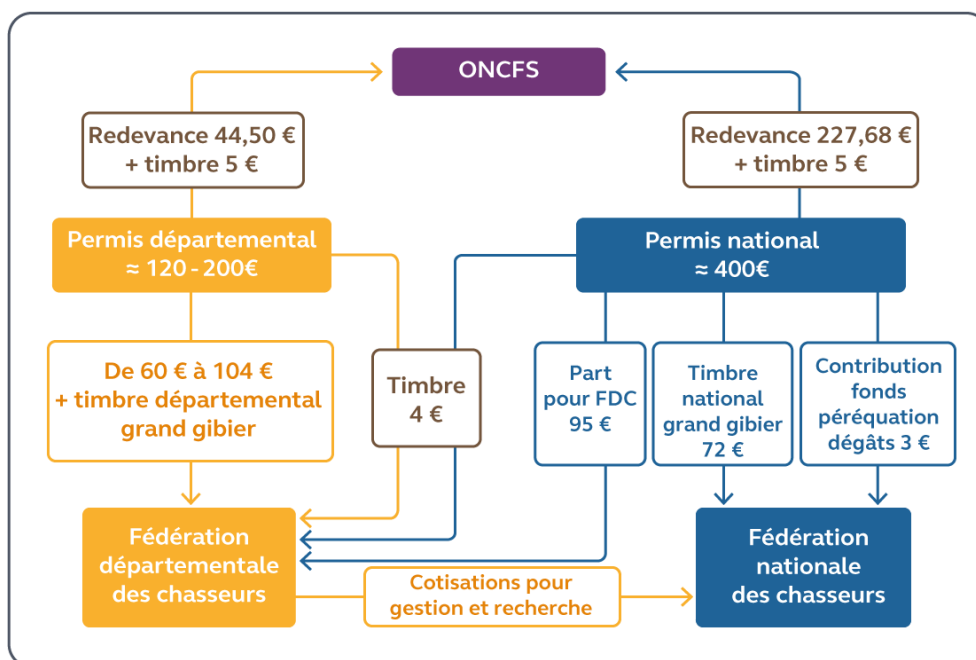 ONCFS
Redevance 44,50 €
+ timbre 5 €
Redevance 227,68 €
+ timbre 5 €
Permis départemental
≈ 120 - 200€
Permis national
≈ 400€
De 60 € à 104 €
+ timbre départemental
grand gibier
Timbre
4 €
Part
pour FDC
95 €
Timbre
national
grand gibier
72 €
Contribution
fonds
péréquation
dégâts 3 €
Fédération
départementale
des chasseurs
Cotisations pour
gestion et recherche
Fédération
nationale
des chasseurs